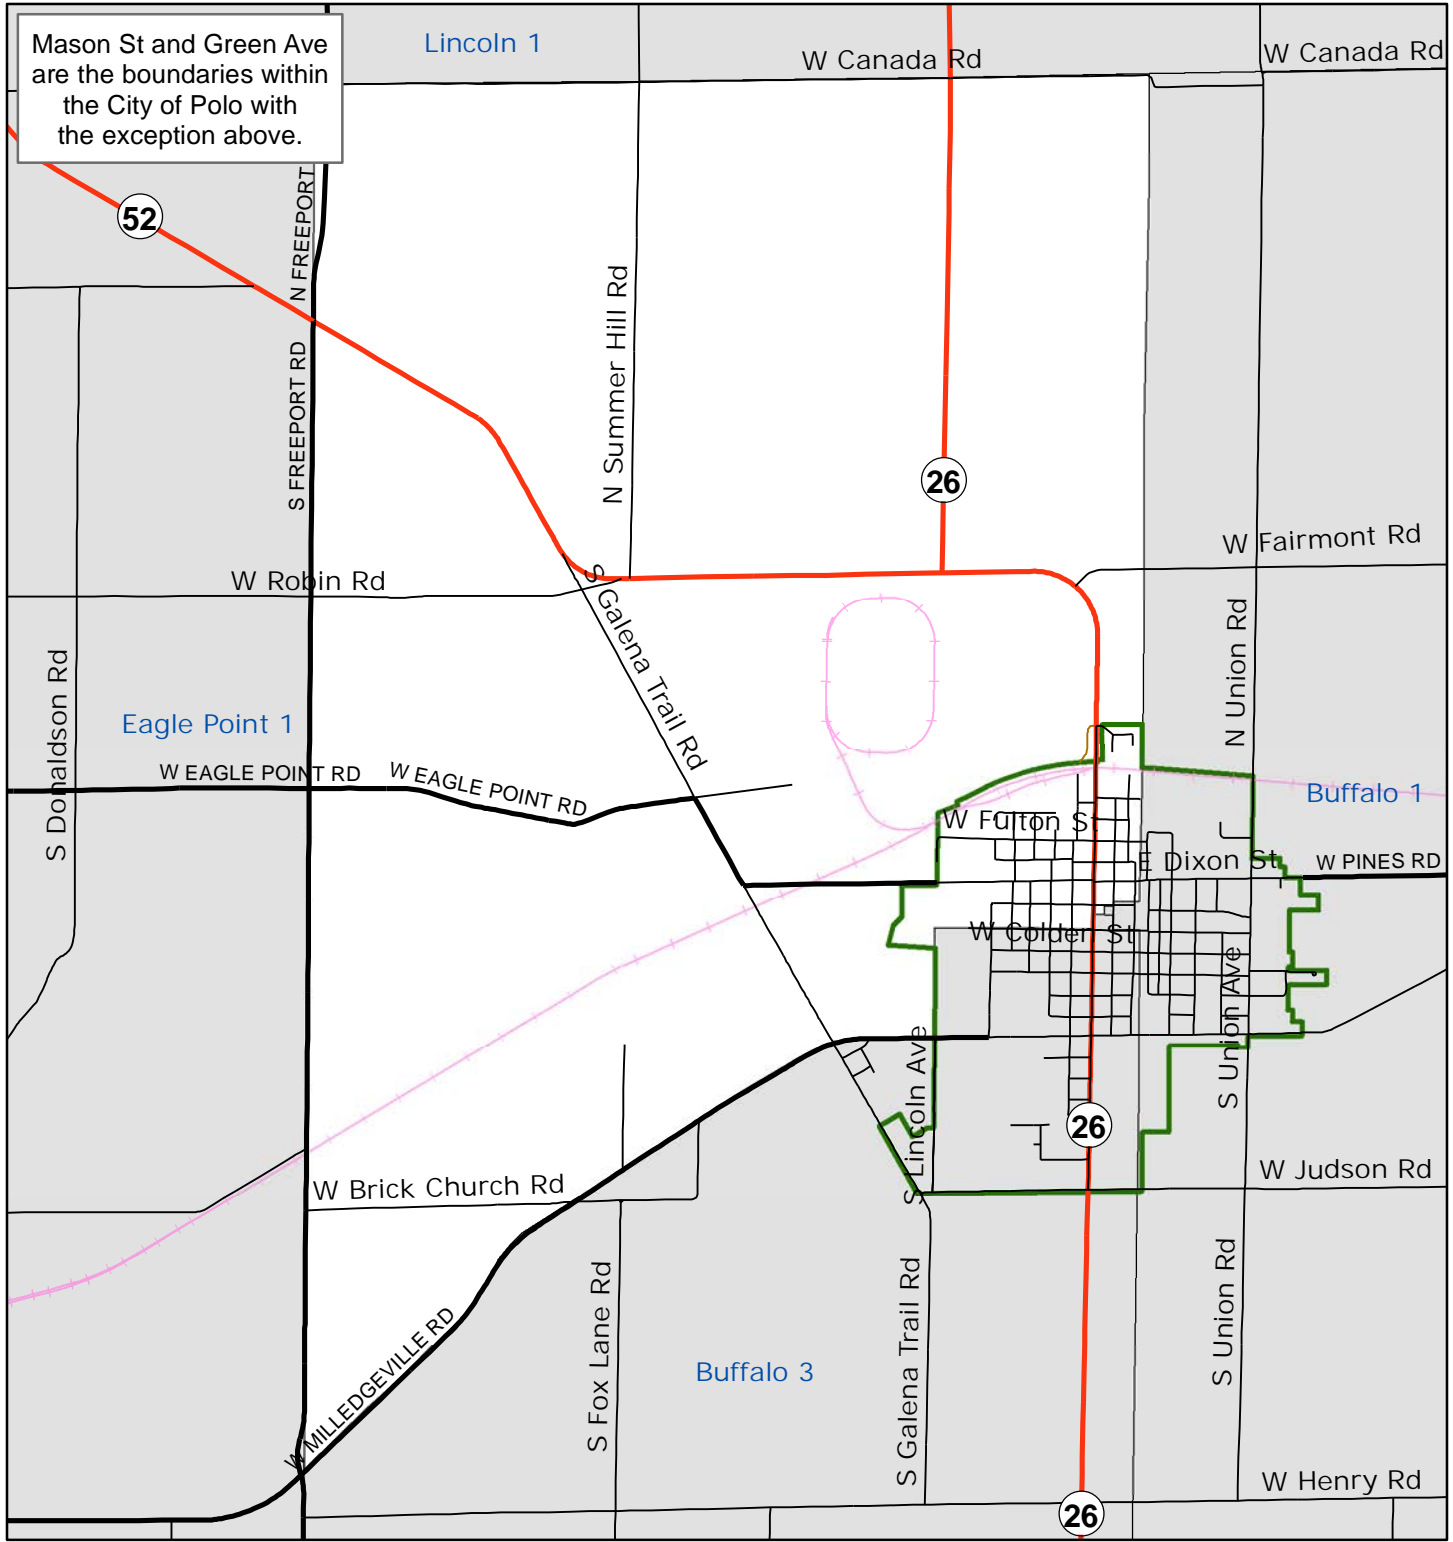 Mason St and Green Ave
are the boundaries within
the City of Polo with
the exception above.
Lincoln 1
W Canada Rd
W Canada Rd
52
N FREEPORT
S FREEPORT RD
N Summer Hill Rd
26
W Fairmont Rd
W Robin Rd
S Galena Trail Rd
N Union Rd
S Donaldson Rd
Eagle Point 1
W EAGLE POINT RD
W EAGLE POINT RD
Buffalo 1
W Fulton St
E Dixon St
W PINES RD
W Colden St
S Union Ave
S Lincoln Ave
26
W Judson Rd
W Brick Church Rd
S Fox Lane Rd
S Galena Trail Rd
S Union Rd
W MILLEDGEVILLE RD
Buffalo 3
W Henry Rd
26